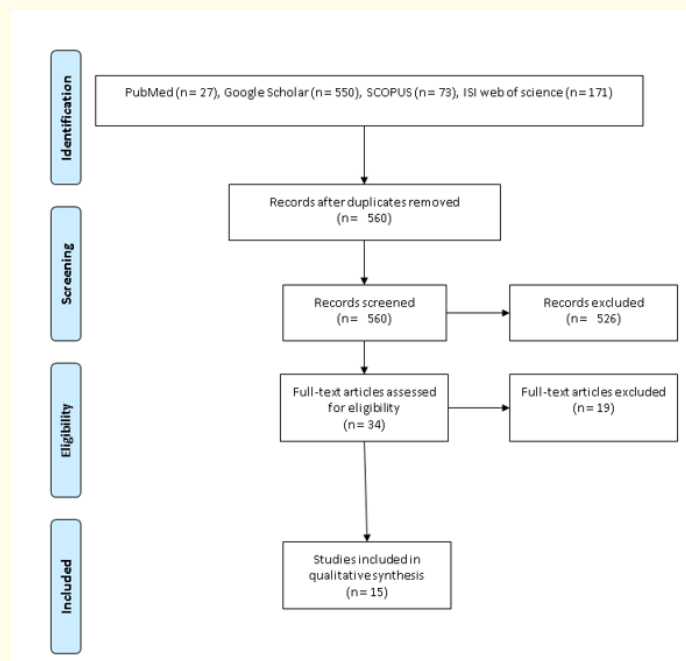 Identification
PubMed (n= 27), Google Scholar (n= 550), SCOPUS (n= 73), ISI web of science (n=171)
Records after duplicates removed
(n= 560)
Screening
Records screened
(n= 560)
Records excluded
(n= 526)
Eligibility
Full-text articles assessed
for eligibility
(n= 34)
Full-text articles excluded
(n= 19)
Included
Studies included in
qualitative synthesis
(n= 15)